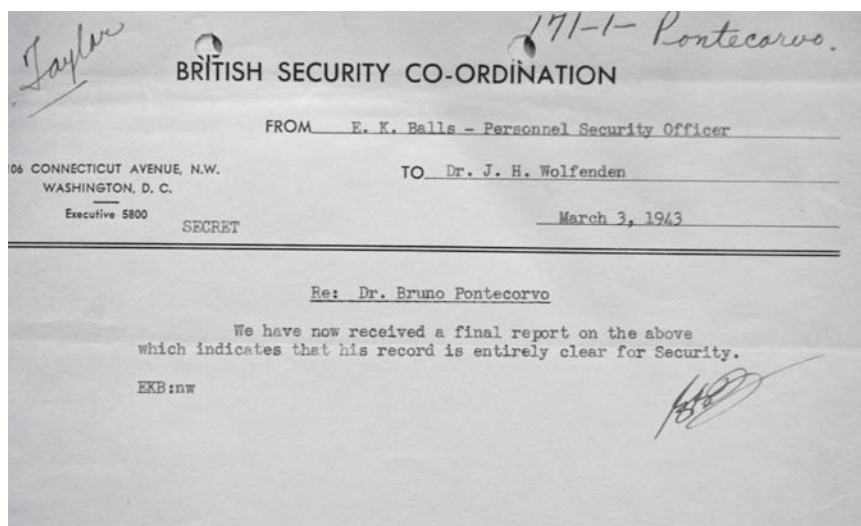 Taylor
171-1- Pontecorvo.
BRITISH SECURITY CO-ORDINATION
FROM E. K. Balls - Personnel Security Officer
06 CONNECTICUT AVENUE, N.W.
TO Dr. J. H. Wolfenden
WASHINGTON, D. C.
Executive 5800
March 3, 1943
SECRET
Re: Dr. Bruno Pontecorvo
We have now received a final report on the above
which indicates that his record is entirely clear for Security.
EKB:nw